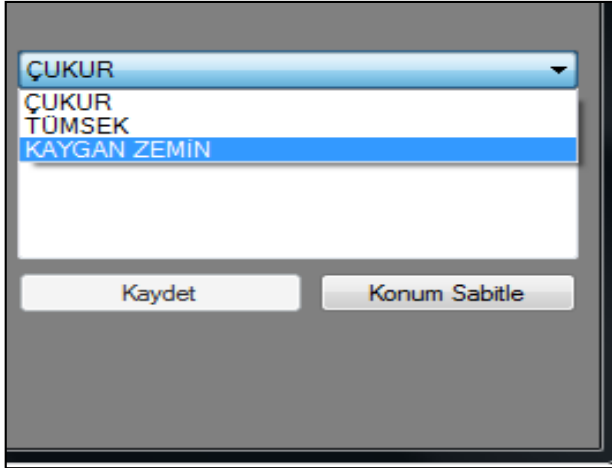 ÇUKUR
ÇUKUR
TÜMSEK
KAYGAN ZEMİN
Kaydet
Konum Sabitle